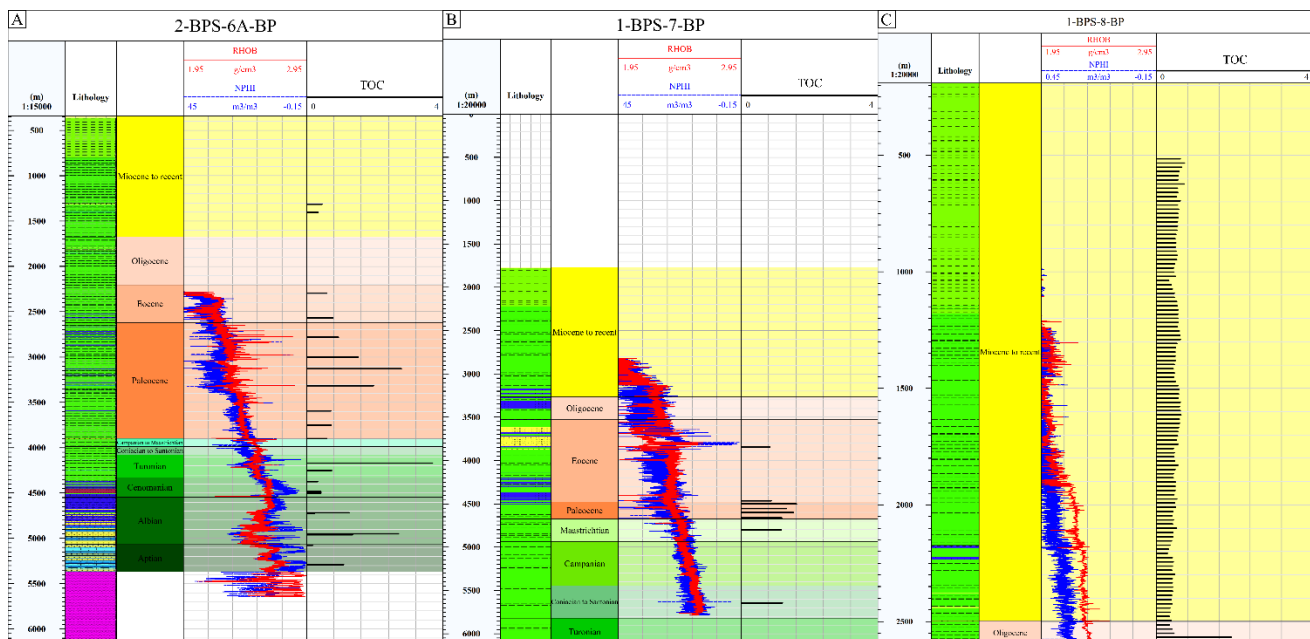 A
2-BPS-6A-BP
(m)
1:15000
Lithology
RHOB
1.95 g/cm3 2.95
NPHI
45 m3/m3 -0.15
TOC
0 4
500
1000
1500
2000
2500
3000
3500
4000
4500
5000
5500
6000
Miocene to recent
Oligocene
Eocene
Paleocene
Campanian to Maastrichtian
Coniacian to Santonian
Turonian
Cenomanian
Albian
Aptian
B
1-BPS-7-BP
(m)
1:20000
Lithology
RHOB
1.95 g/cm3 2.95
NPHI
45 m3/m3 -0.15
TOC
0 4
0
500
1000
1500
2000
2500
3000
3500
4000
4500
5000
5500
6000
Miocene to recent
Oligocene
Eocene
Paleocene
Maustrichtian
Campanian
Coniacian to Santonian
Turonian
C
1-BPS-8-BP
(m)
1:20000
Lithology
RHOB
1.95 g/cm3 2.95
NPHI
0.45 m3/m3 -0.15
TOC
0 4
500
1000
1500
2000
2500
Miocene to recent
Oligocene